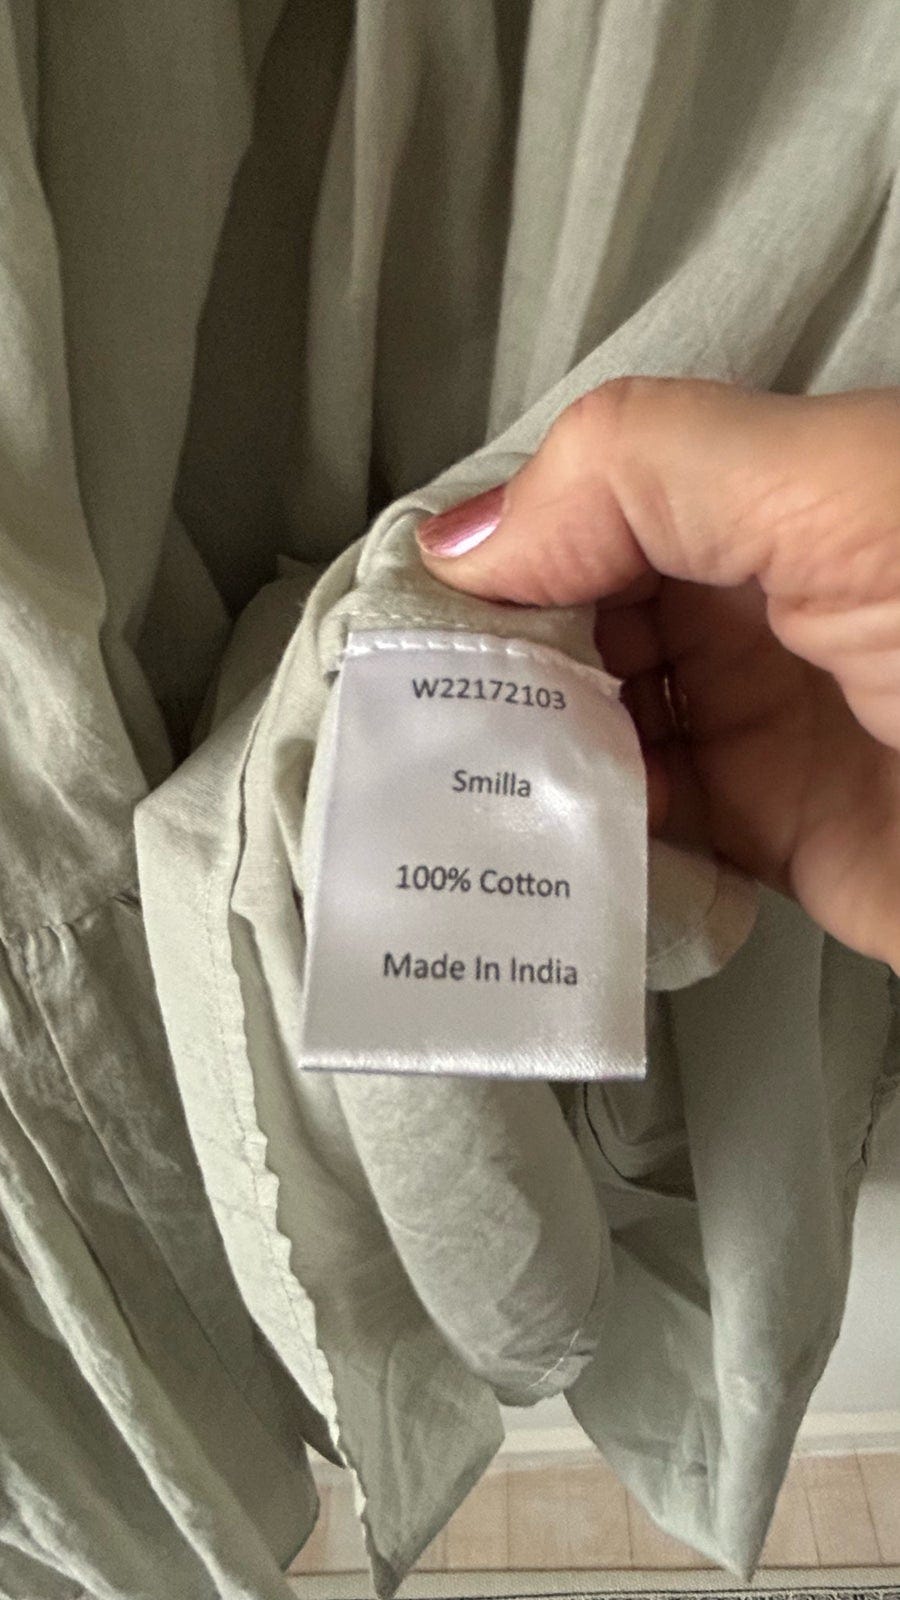 W22172103
Smilla
100% Cotton
Made In India